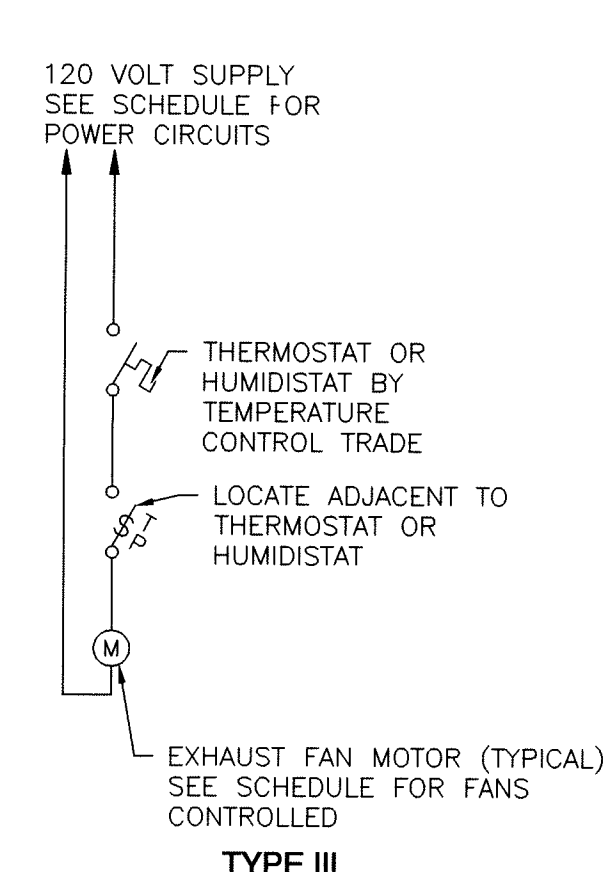 120 VOLT SUPPLY
SEE SCHEDULE FOR
POWER CIRCUITS
THERMOSTAT OR
HUMIDISTAT BY
TEMPERATURE
CONTROL TRADE
LOCATE ADJACENT TO
THERMOSTAT OR
HUMIDISTAT
S T
P
M
EXHAUST FAN MOTOR (TYPICAL)
SEE SCHEDULE FOR FANS
CONTROLLED
TYPE III